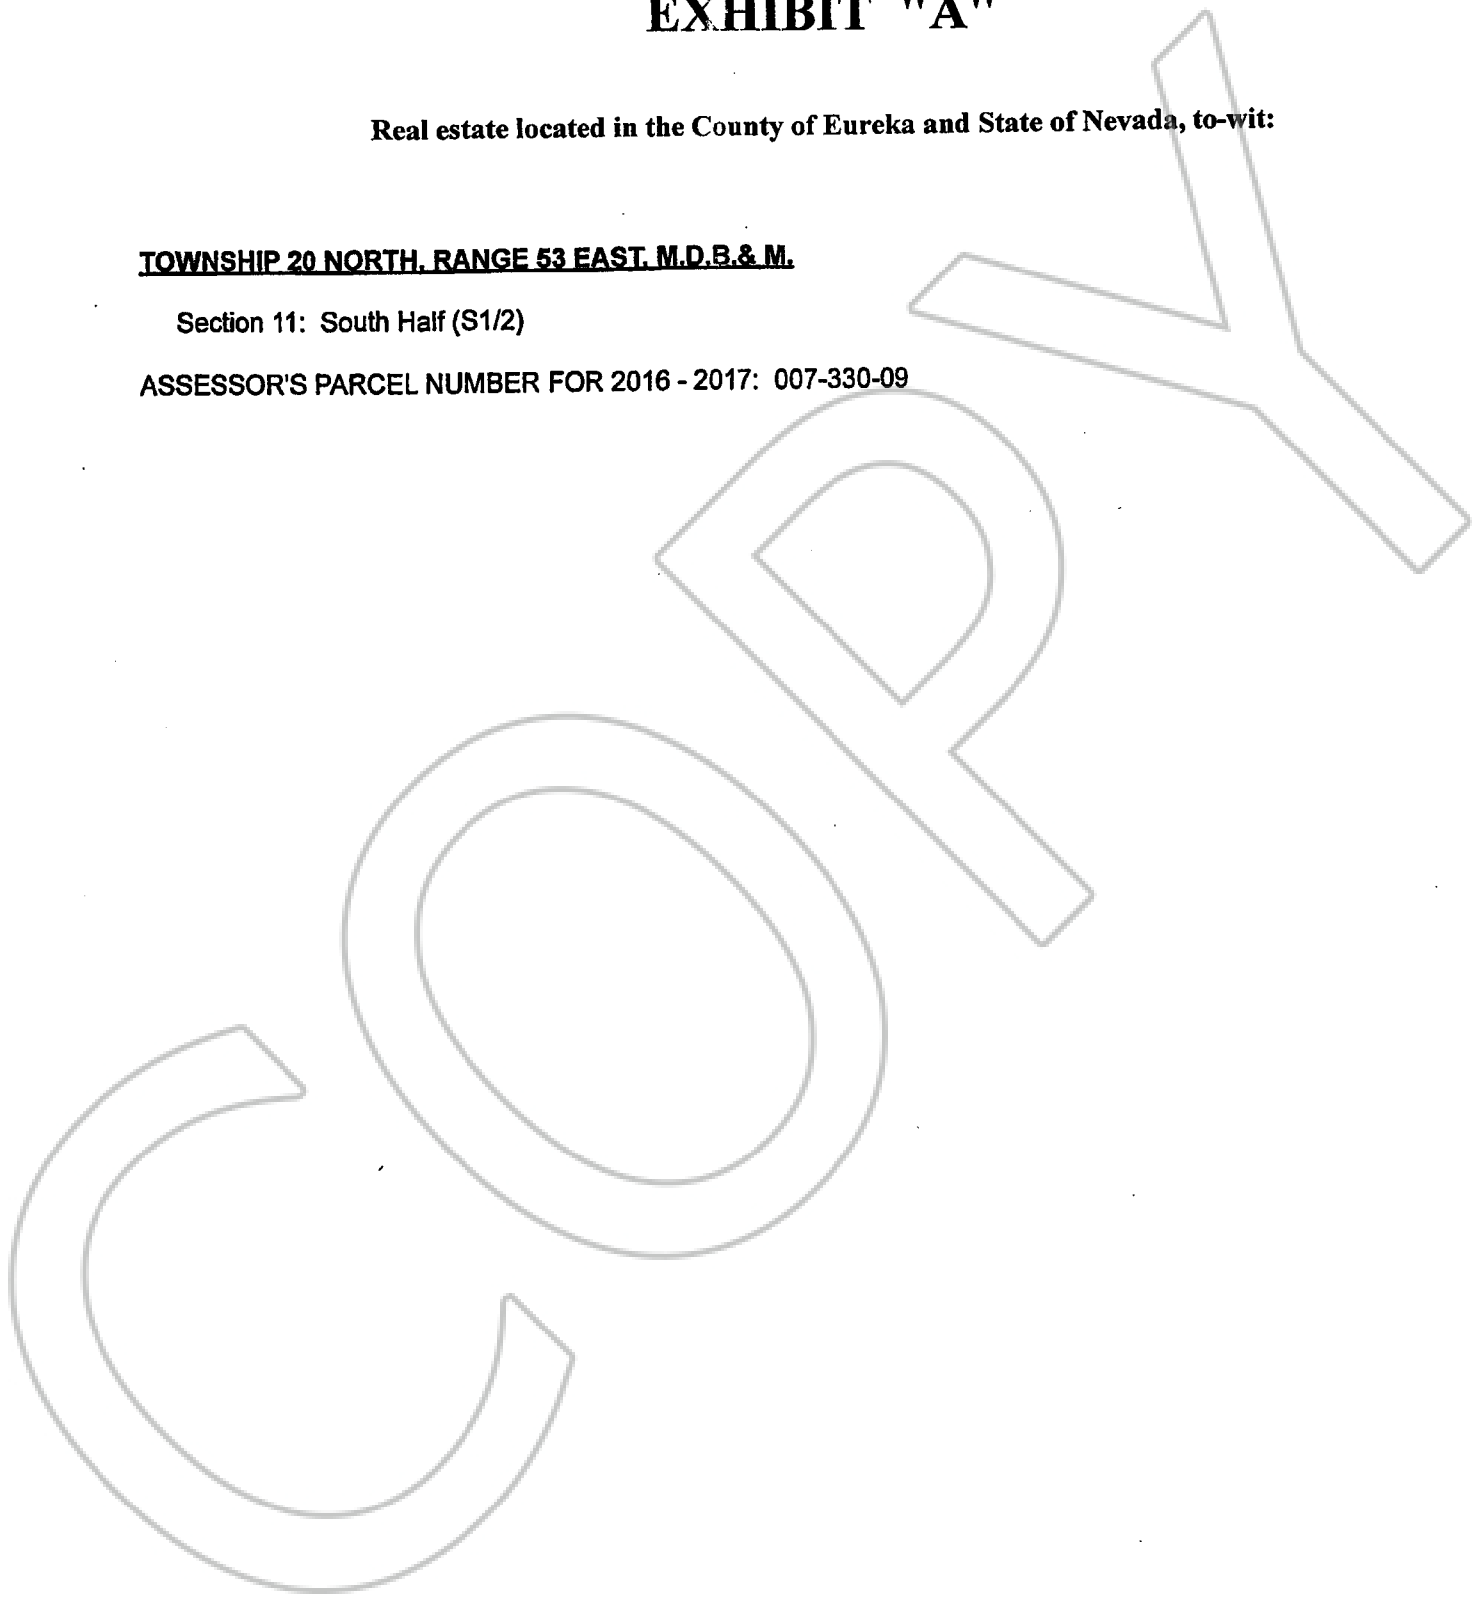 EXHIBIT "A"
Real estate located in the County of Eureka and State of Nevada, to-wit:
TOWNSHIP 20 NORTH, RANGE 53 EAST, M.D.B.& M.
Section 11: South Half (S1/2)
ASSESSOR'S PARCEL NUMBER FOR 2016 - 2017: 007-330-09
COPY